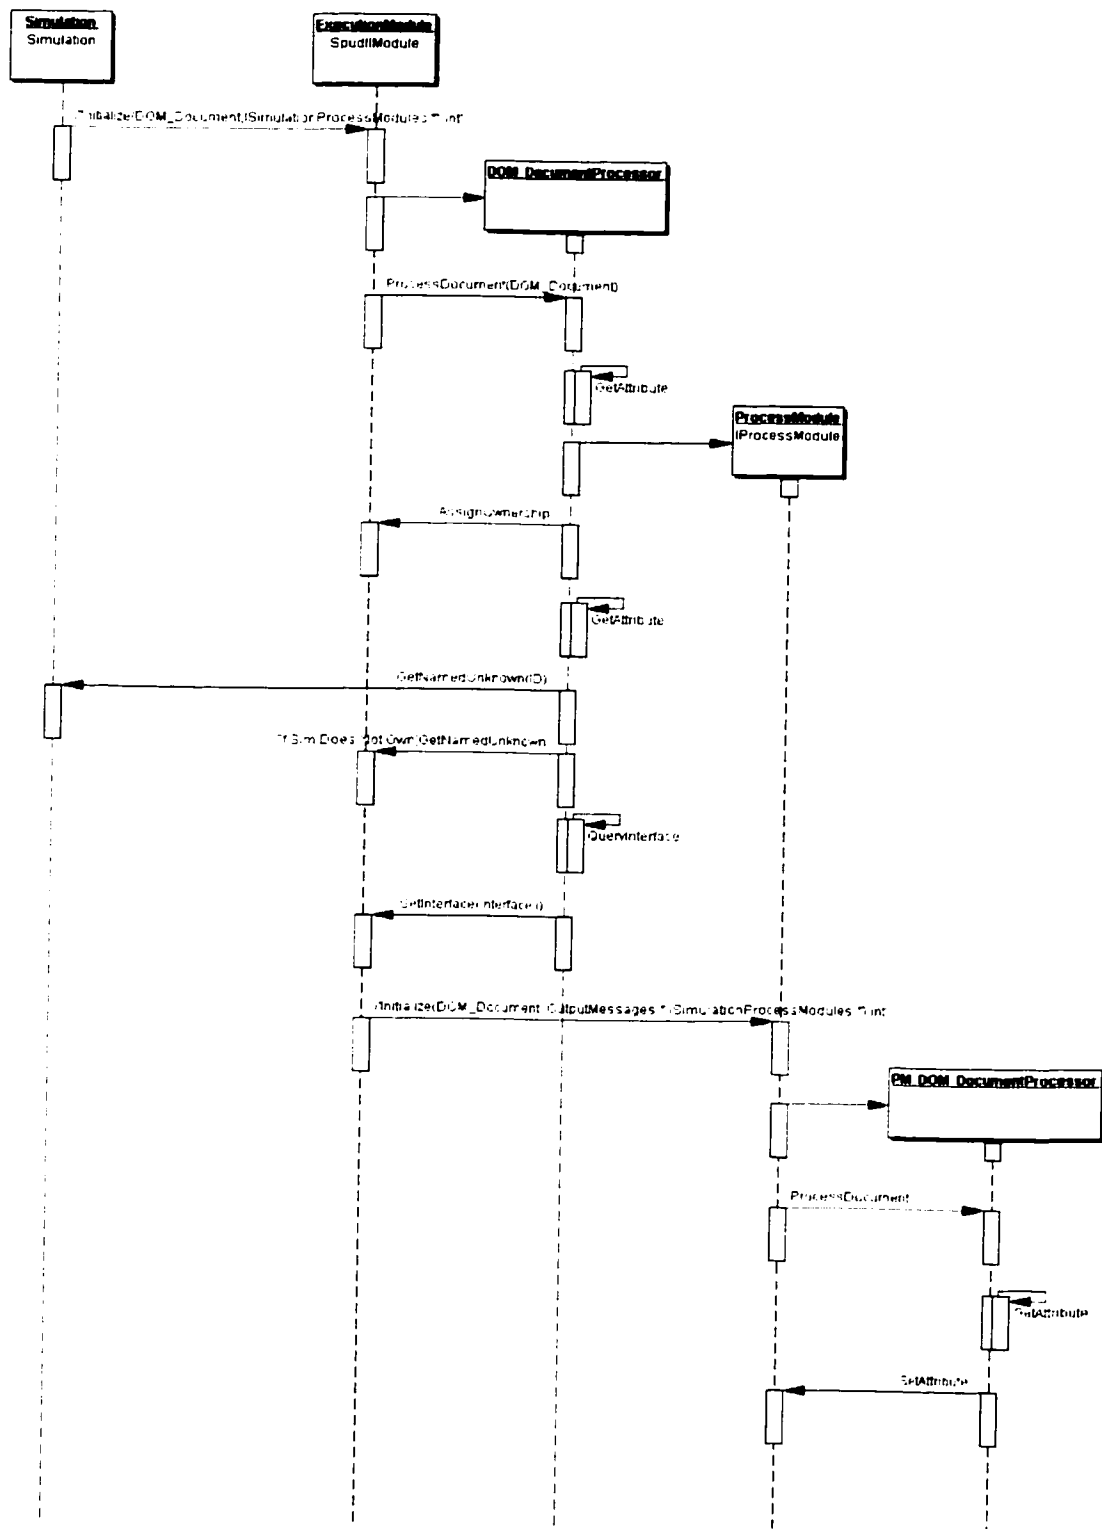 Simulation
Simulation
ExecutionModule
SpudIIModule
Initialize(DOM_Document,ISimulationProcessModules *):int
DOM_DocumentProcessor
ProcessDocument(DOM_Document)
GetAttribute
ProcessModule
IProcessModule
AssignOwnership
GetAttribute
GetNamedUnknown(ID)
If Sim Does Not Own GetNamedUnknown
QueryInterface
SetInterface(Interface
Initialize(DOM_Document, OutputMessages *, ISimulationProcessModules *):int
PM_DOM_DocumentProcessor
ProcessDocument
GetAttribute
SetAttribute